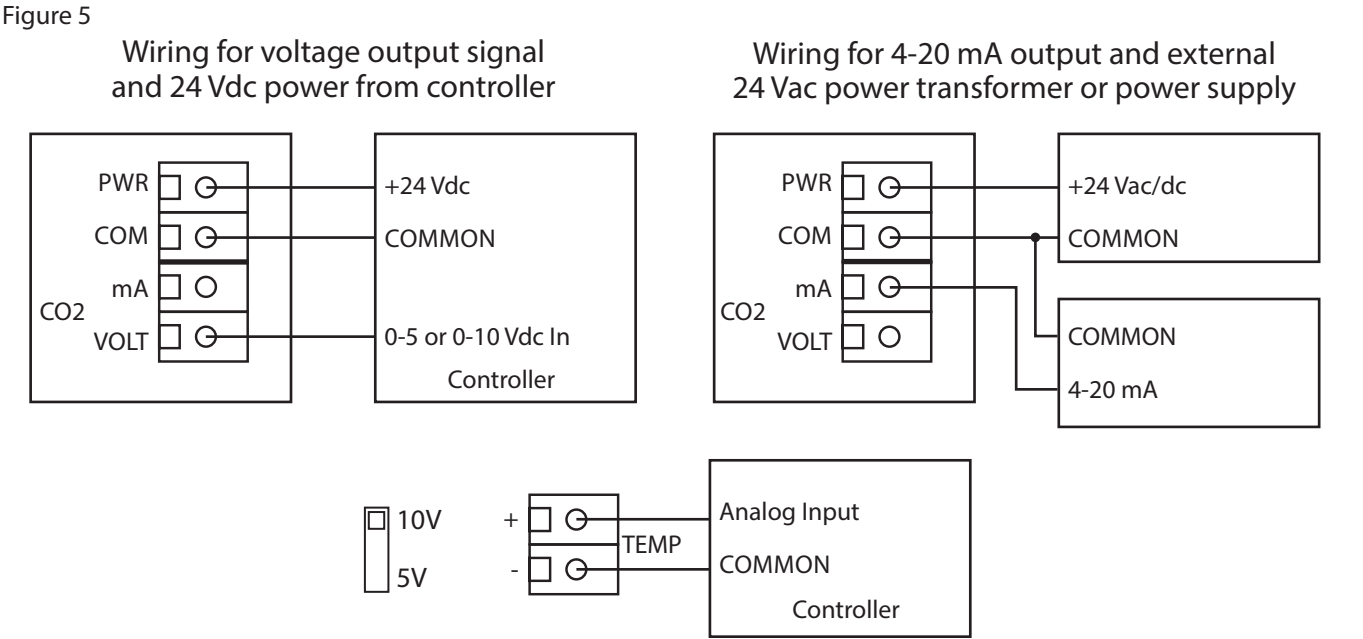 Figure 5
Wiring for voltage output signal
and 24 Vdc power from controller
PWR
COM
mA
CO2
VOLT
+24 Vdc
COMMON
0-5 or 0-10 Vdc In
Controller
Wiring for 4-20 mA output and external
24 Vac power transformer or power supply
PWR
COM
mA
CO2
VOLT
+24 Vac/dc
COMMON
COMMON
4-20 mA
10V
5V
+
-
TEMP
Analog Input
COMMON
Controller